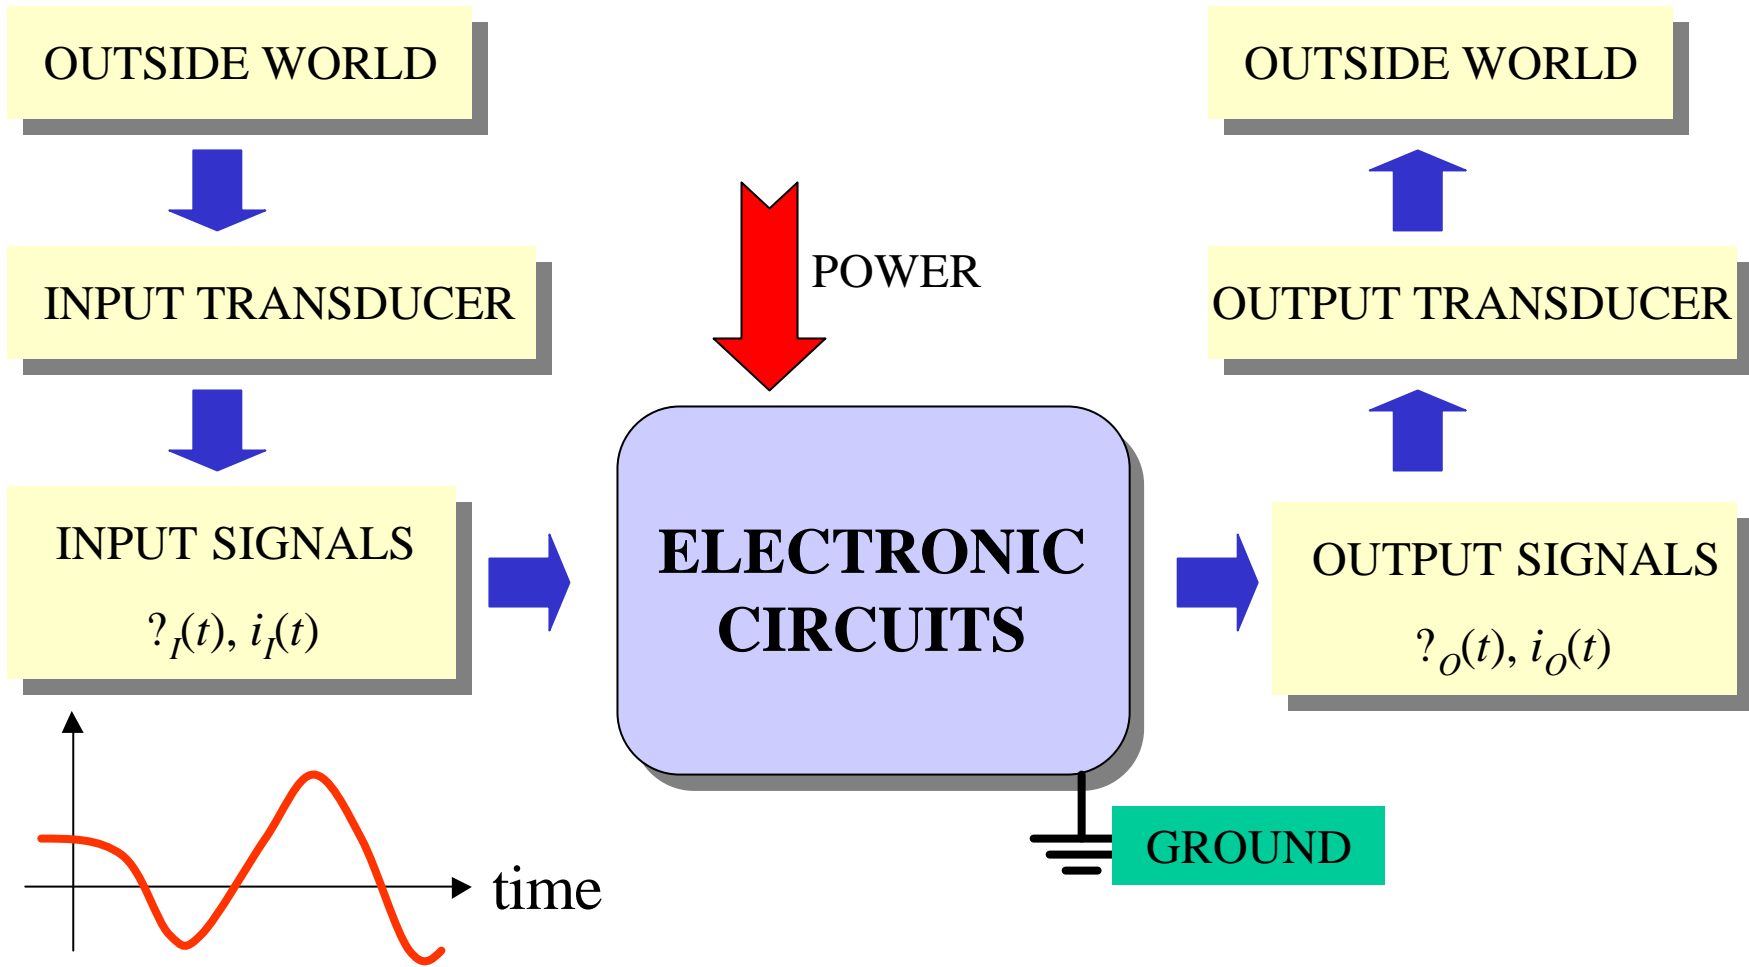 OUTSIDE WORLD
INPUT TRANSDUCER
INPUT SIGNALS
?I(t), iI(t)
time
POWER
ELECTRONIC
CIRCUITS
GROUND
OUTSIDE WORLD
OUTPUT TRANSDUCER
OUTPUT SIGNALS
?O(t), iO(t)